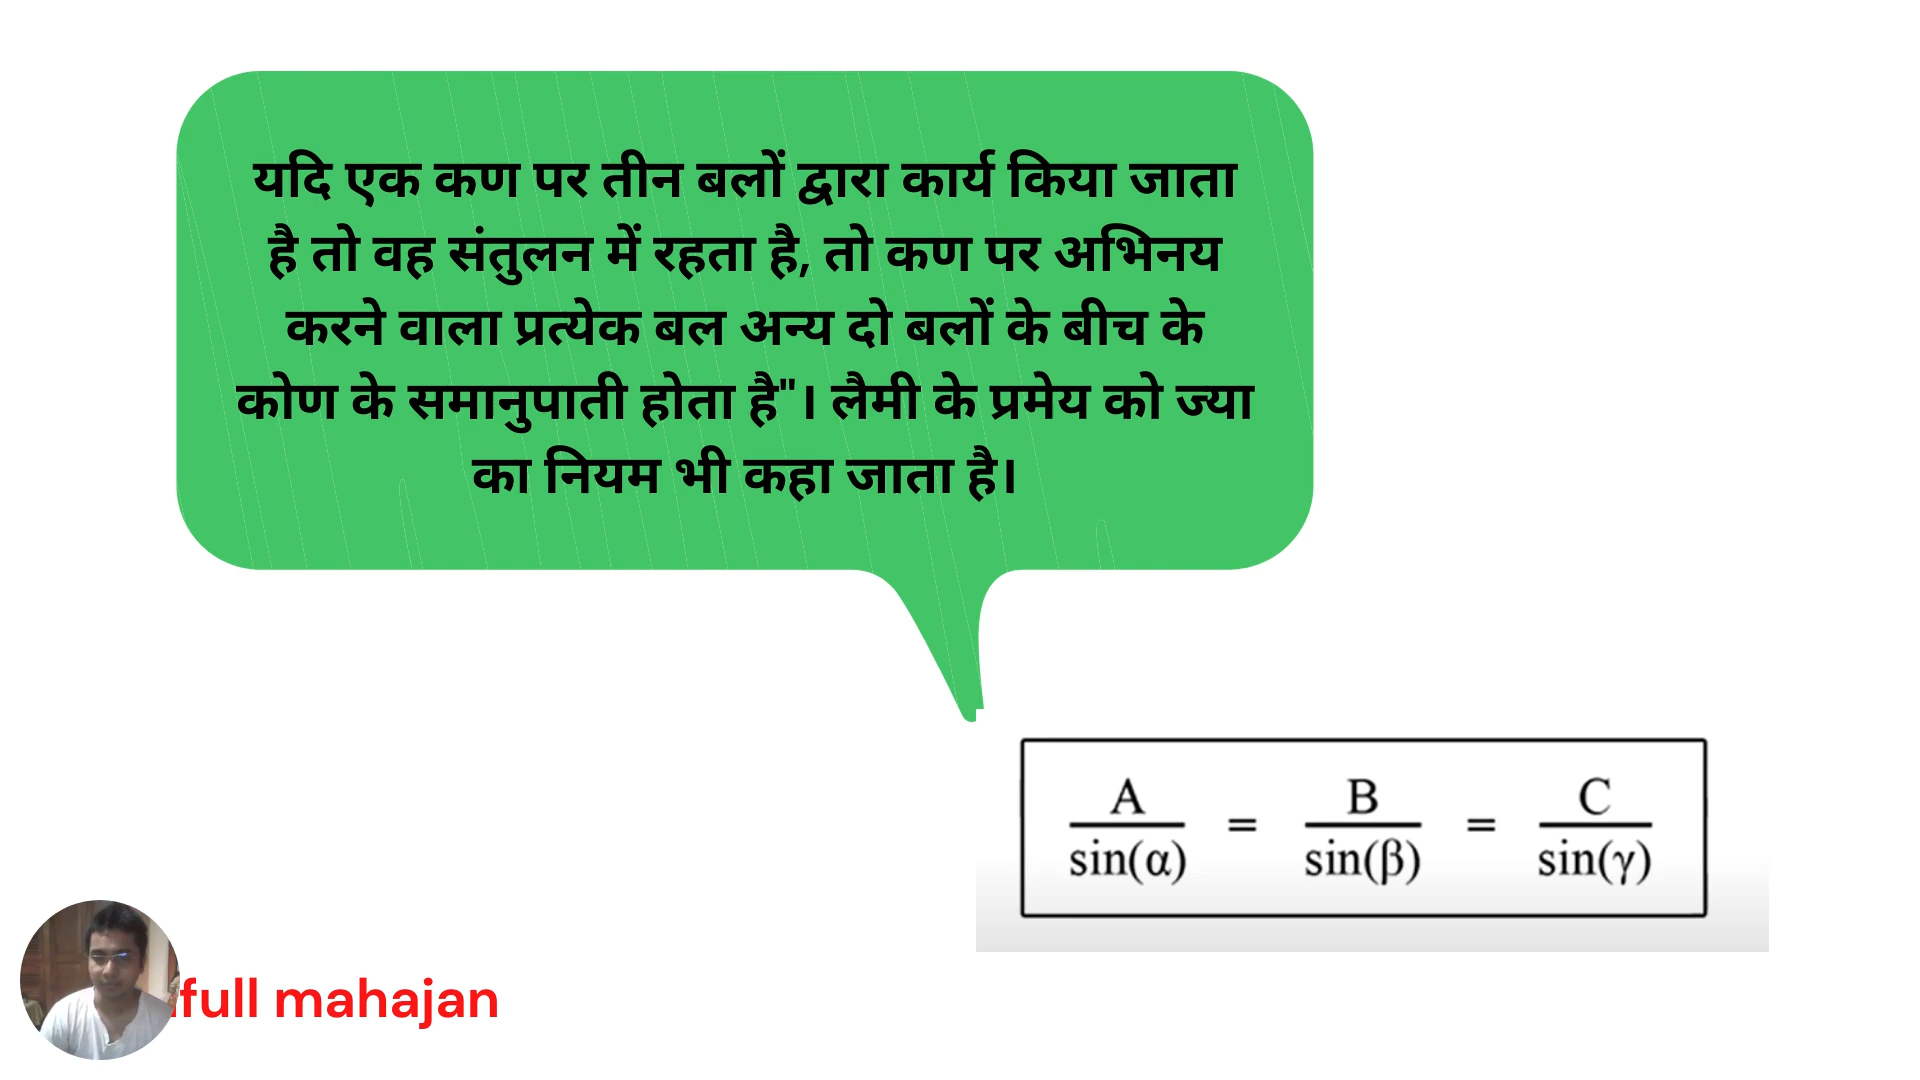 यदि एक कण पर तीन बलों द्वारा कार्य किया जाता
है तो वह संतुलन में रहता है, तो कण पर अभिनय
करने वाला प्रत्येक बल अन्य दो बलों के बीच के
कोण के समानुपाती होता है"। लैमी के प्रमेय को ज्या
का नियम भी कहा जाता है।
A/sin(α) = B/sin(β) = C/sin(γ)
mahajan